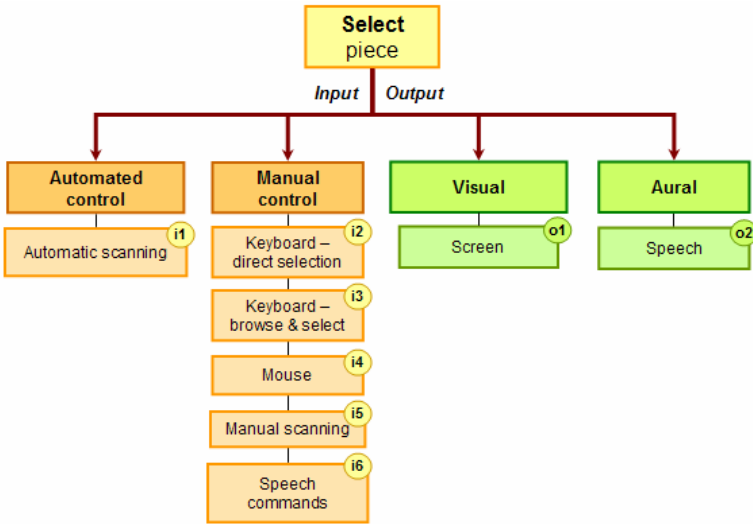 Select
piece
Input Output
Automated
control
Manual
control
Visual
Aural
i1
Automatic scanning
i2
Keyboard –
direct selection
i3
Keyboard –
browse & select
i4
Mouse
i5
Manual scanning
i6
Speech
commands
o1
Screen
o2
Speech